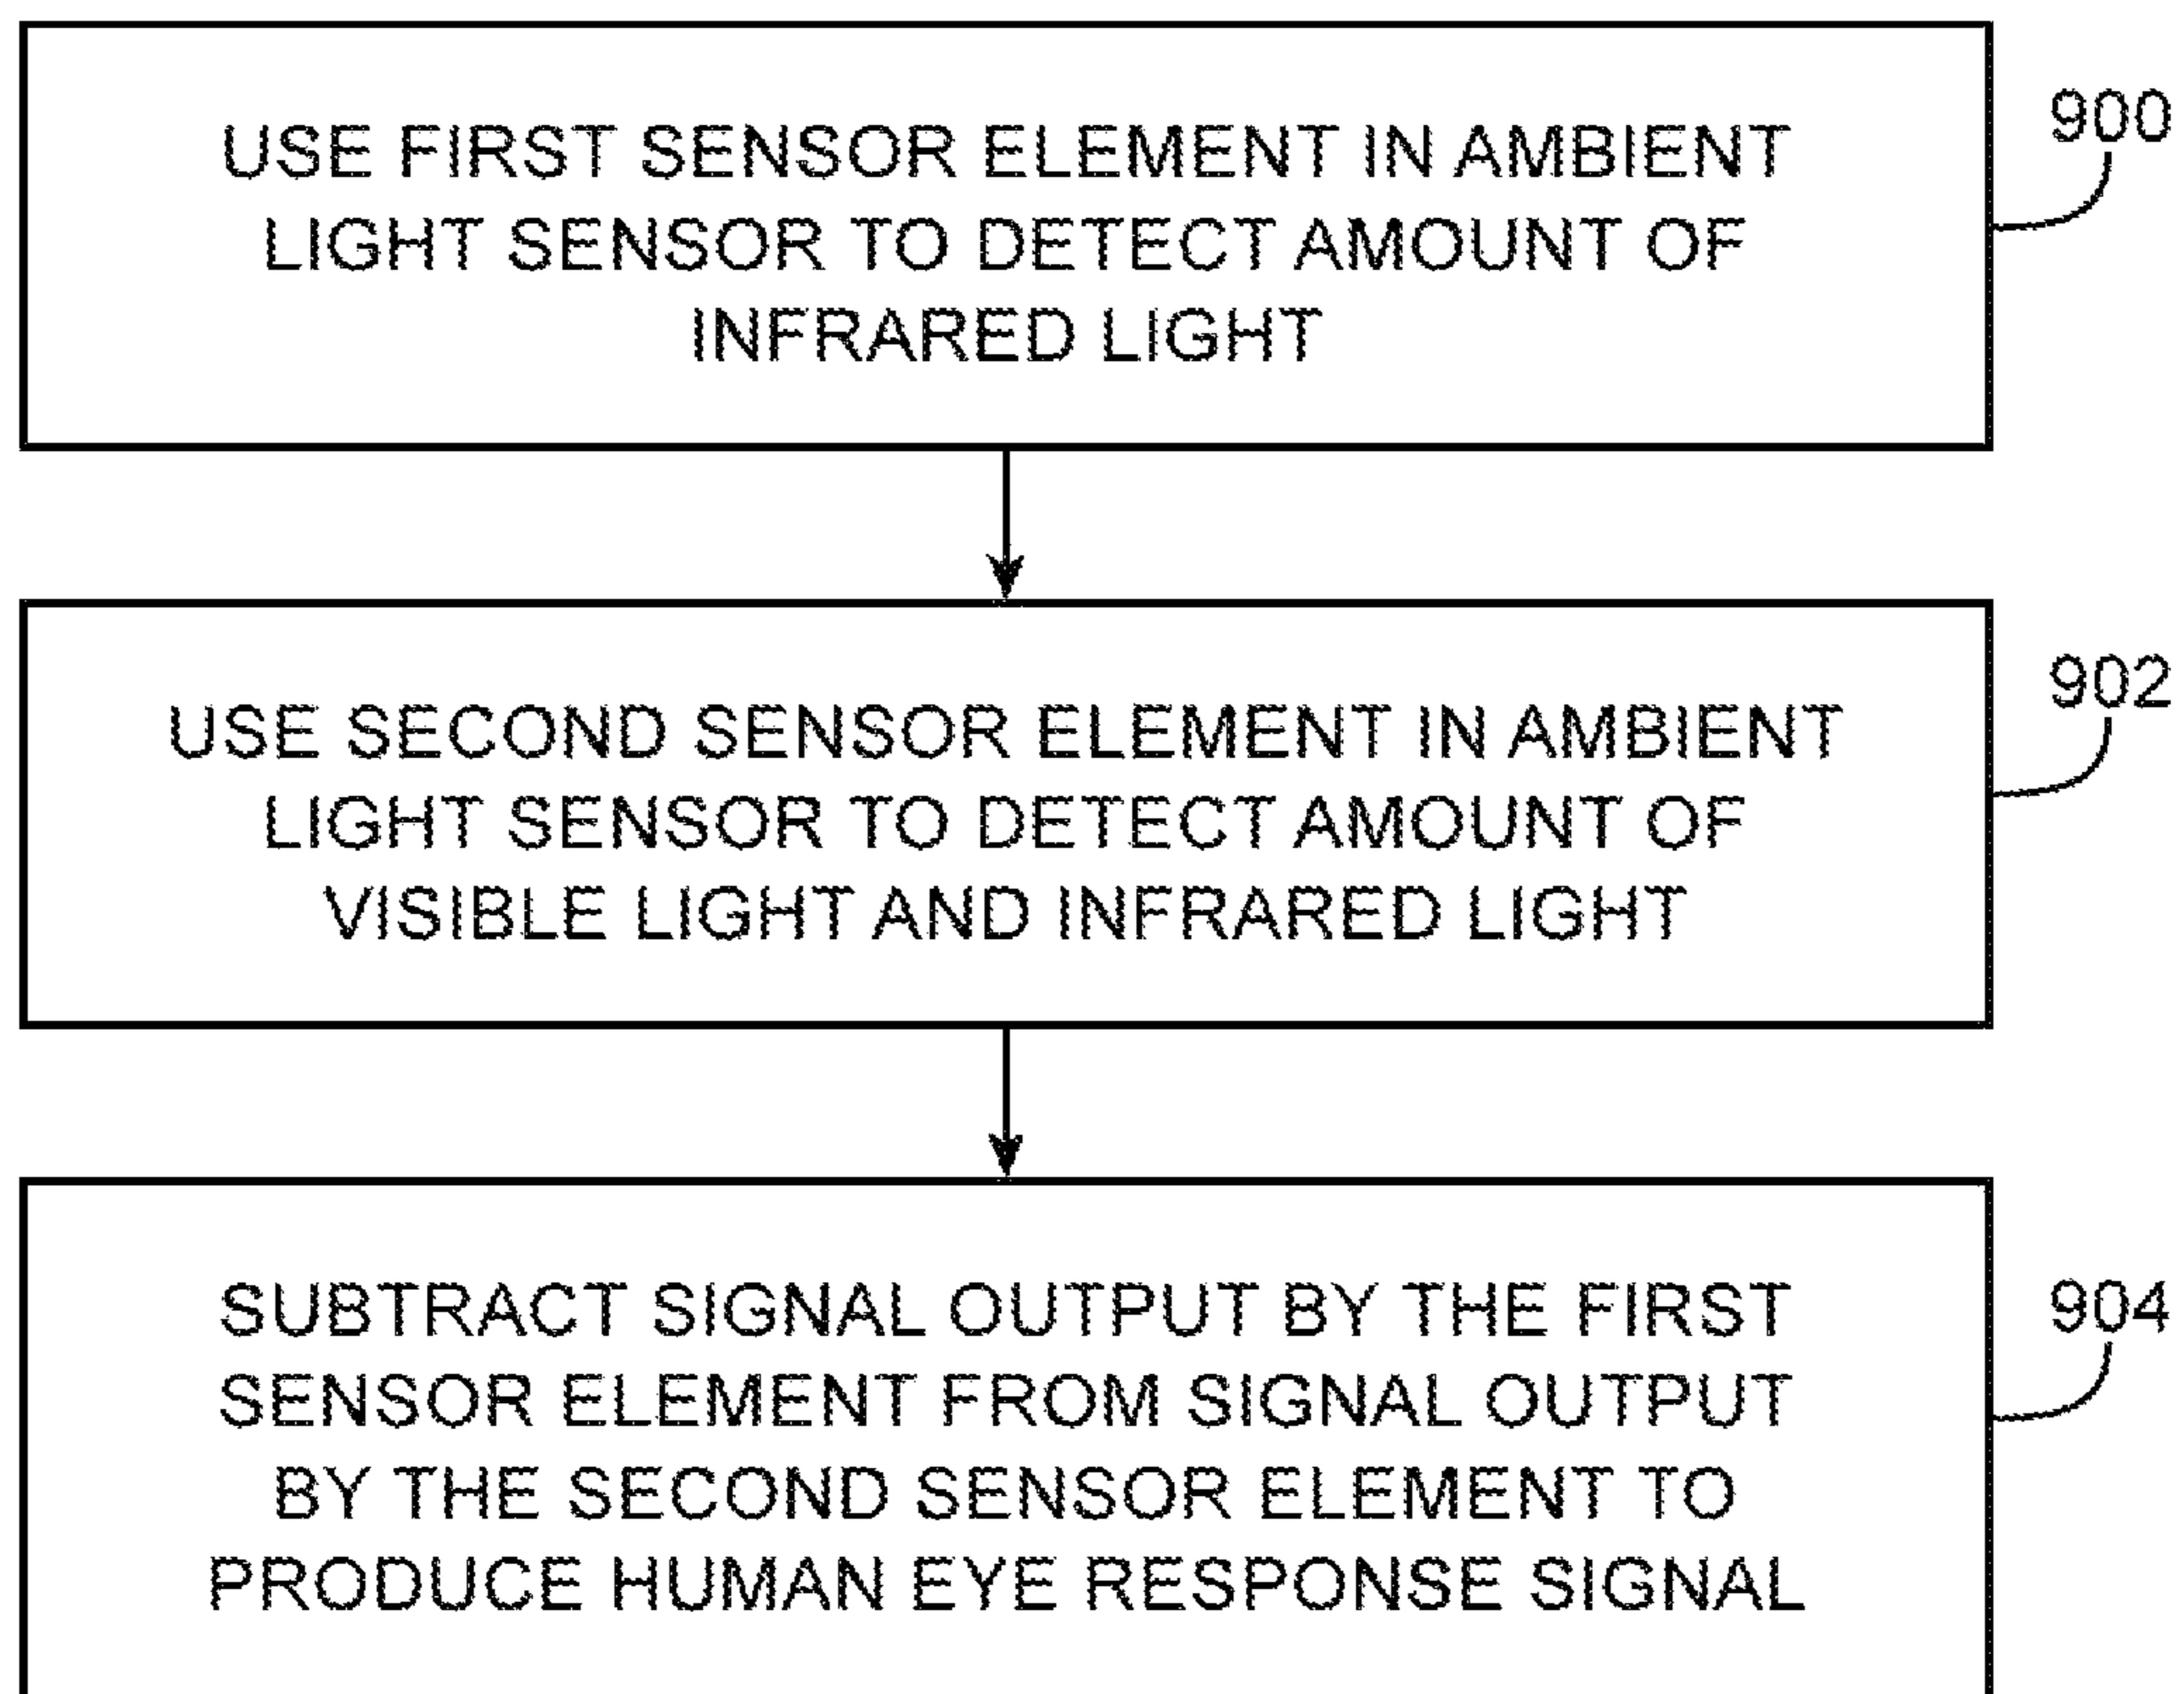 USE FIRST SENSOR ELEMENT IN AMBIENT
LIGHT SENSOR TO DETECT AMOUNT OF
INFRARED LIGHT
900
USE SECOND SENSOR ELEMENT IN AMBIENT
LIGHT SENSOR TO DETECT AMOUNT OF
VISIBLE LIGHT AND INFRARED LIGHT
902
SUBTRACT SIGNAL OUTPUT BY THE FIRST
SENSOR ELEMENT FROM SIGNAL OUTPUT
BY THE SECOND SENSOR ELEMENT TO
PRODUCE HUMAN EYE RESPONSE SIGNAL
904